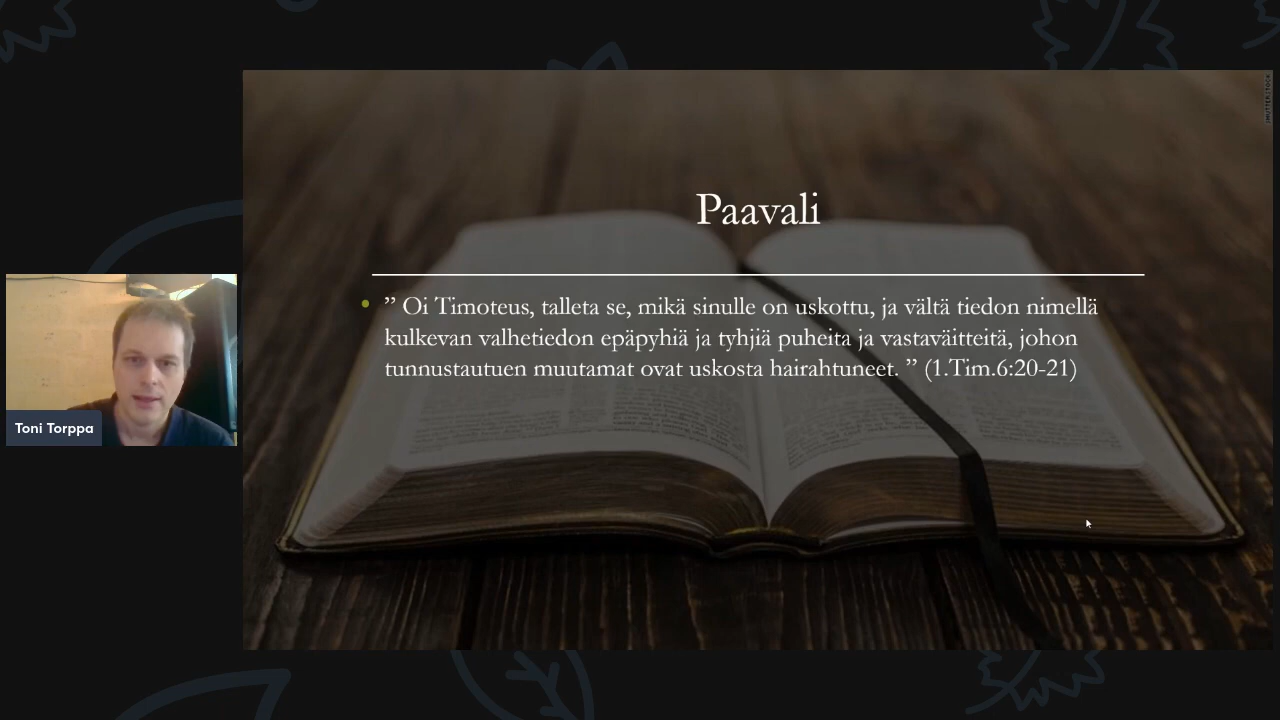 Paavali
” Oi Timoteus, talleta se, mikä sinulle on uskottu, ja vältä tiedon nimellä
kulkevan valhetiedon epäpyhiä ja tyhjiä puheita ja vastaväitteitä, johon
tunnustautuen muutamat ovat uskosta hairahtuneet. ” (1.Tim.6:20-21)
Toni Torppa
SHUTTERSTOCK